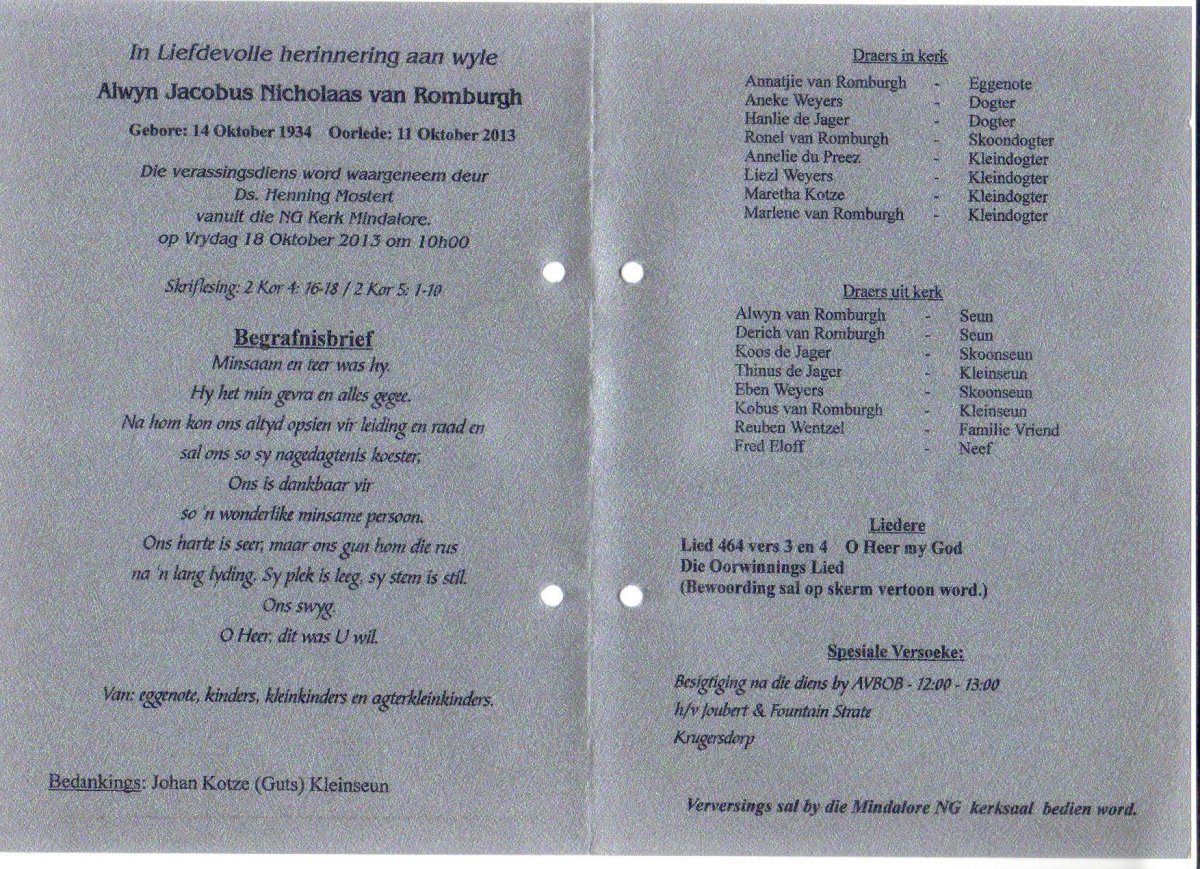 In Liefdevolle herinnering aan wyle
Alwyn Jacobus Nicholaas van Romburgh
Gebore: 14 Oktober 1934 Oorlede: 11 Oktober 2013
Die verassingsdiens word waargeneem deur
Ds. Henning Mostert
vanuit die NG Kerk Mindalore.
op Vrydag 18 Oktober 2013 om 10h00
Skriflesing: 2 Kor 4: 16-18 / 2 Kor 5: 1-10
Begrafnisbrief
Minsaam en teer was hy.
Hy het min gevra en alles gegee.
Na hom kon ons altyd opsien vir leiding en raad en
sal ons so sy nagedagtenis koester,
Ons is dankbaar vir
so 'n wonderlike minsame persoon.
Ons harte is seer, maar ons gun hom die rus
na 'n lang lyding. Sy plek is leeg, sy stem is stil.
Ons swyg.
O Heer, dit was U wil.
Van: eggenote, kinders, kleinkinders en agterkleinkinders.
Bedankings: Johan Kotze (Guts) Kleinseun
Draers in kerk
Annatjie van Romburgh - Eggenote
Aneke Weyers - Dogter
Hanlie de Jager - Dogter
Ronel van Romburgh - Skoondogter
Annelie du Preez - Kleindogter
Liezl Weyers - Kleindogter
Maretha Kotze - Kleindogter
Marlene van Romburgh - Kleindogter
Draers uit kerk
Alwyn van Romburgh - Seun
Derich van Romburgh - Seun
Koos de Jager - Skoonseun
Thinus de Jager - Kleinseun
Eben Weyers - Skoonseun
Kobus van Romburgh - Kleinseun
Reuben Wentzel - Familie Vriend
Fred Eloff - Neef
Liedere
Lied 464 vers 3 en 4 O Heer my God
Die Oorwinnings Lied
(Bewoording sal op skerm vertoon word.)
Spesiale Versoeke:
Besigtiging na die diens by AVBOB - 12:00 - 13:00
h/v Joubert & Fountain Strate
Krugersdorp
Verversings sal by die Mindalore NG kerksaal bedien word.